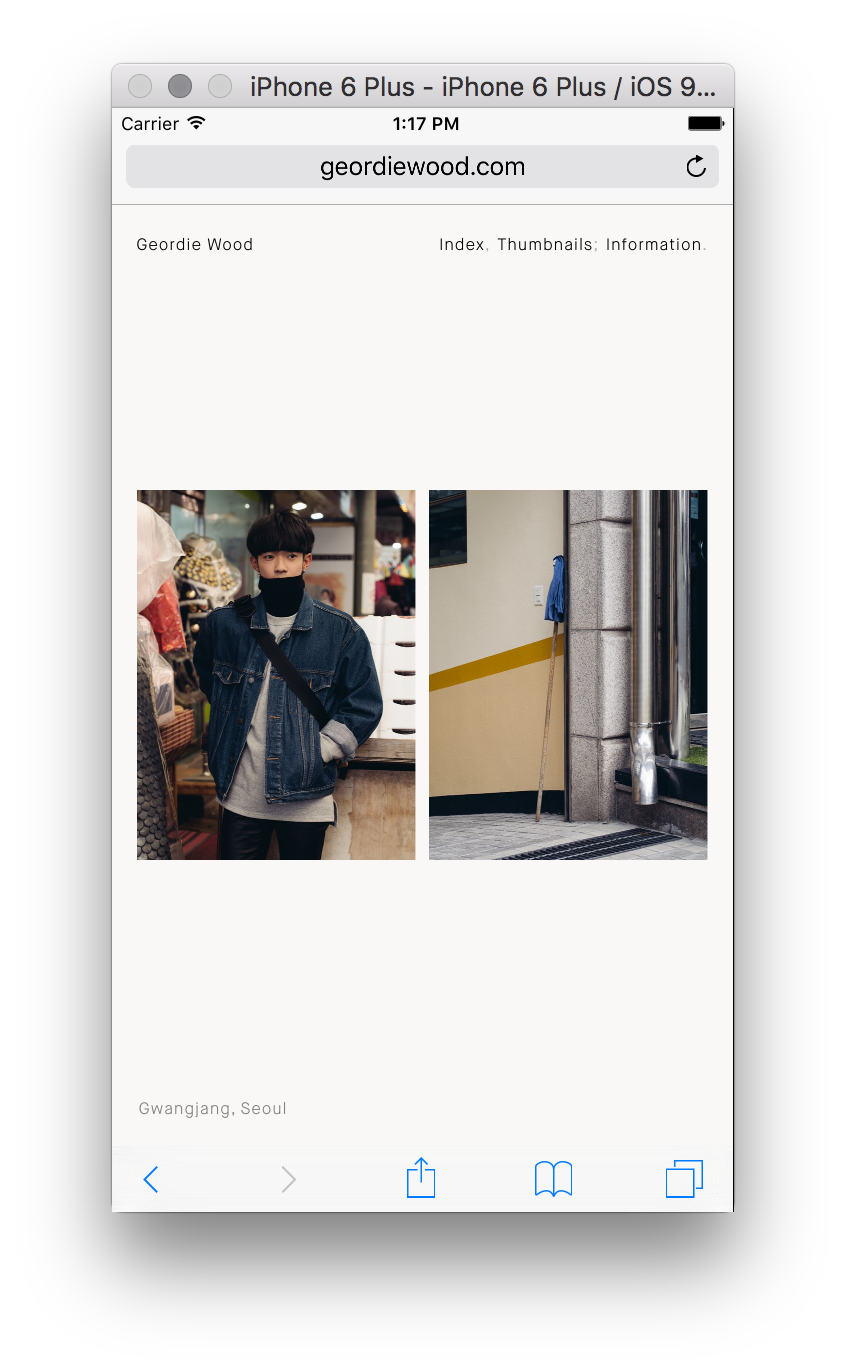 iPhone 6 Plus - iPhone 6 Plus / iOS 9...
Carrier 1:17 PM
geordiewood.com
Geordie Wood Index, Thumbnails; Information.
Gwangjang, Seoul